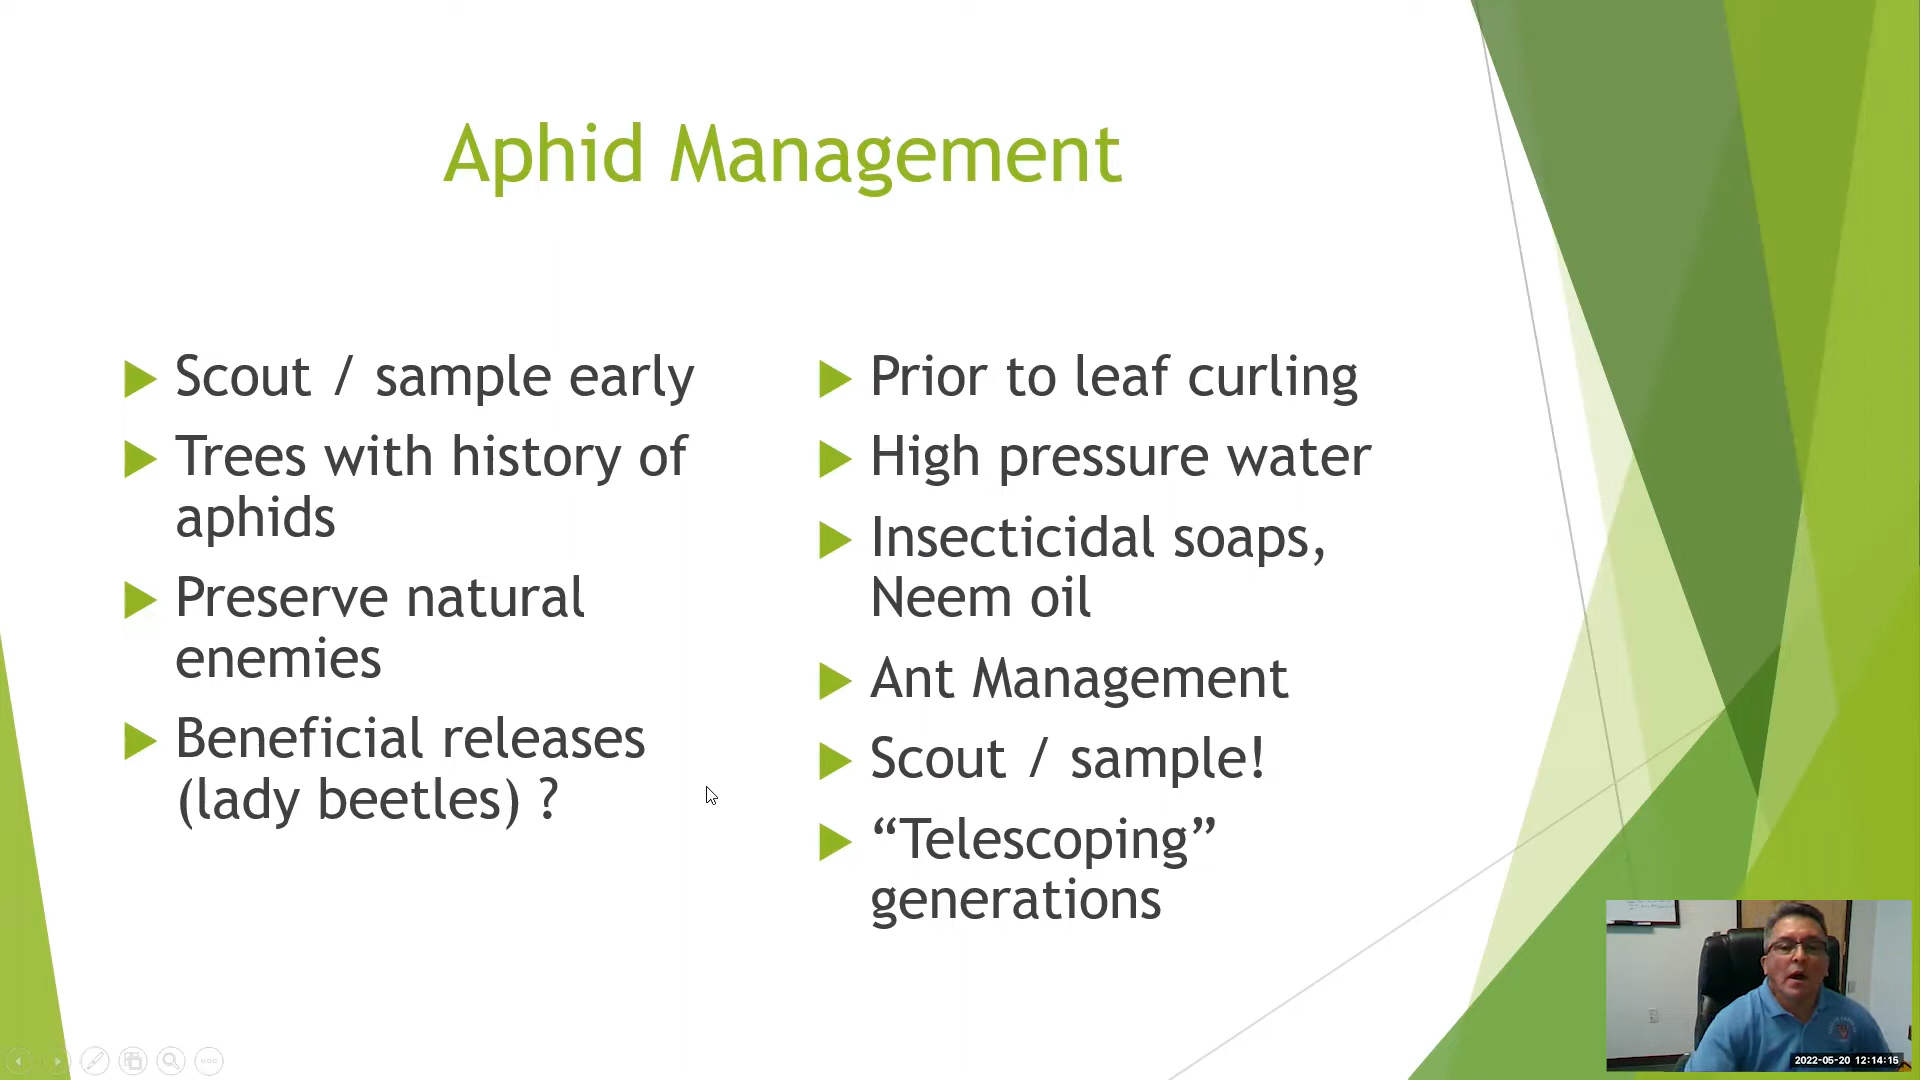 Aphid Management
Scout / sample early
Trees with history of
aphids
Preserve natural
enemies
Beneficial releases
(lady beetles) ?
Prior to leaf curling
High pressure water
Insecticidal soaps,
Neem oil
Ant Management
Scout / sample!
“Telescoping”
generations
2022-05-20 12:14:15